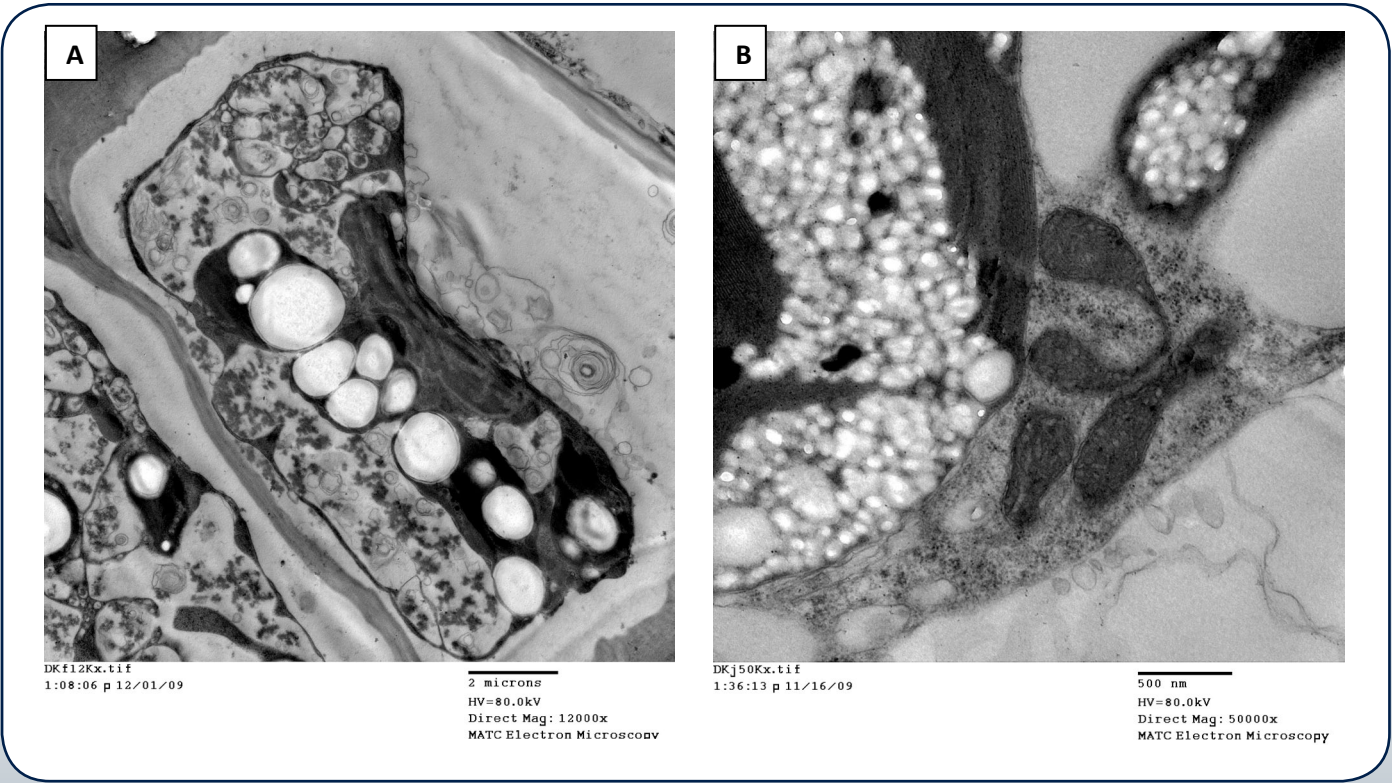 A
B
DKf12Kx.tif
1:08:06 p 12/01/09
2 microns
HV=80.0kV
Direct Mag: 12000x
MATC Electron Microscopy
DKj50Kx.tif
1:36:13 p 11/16/09
500 nm
HV=80.0kV
Direct Mag: 50000x
MATC Electron Microscopy